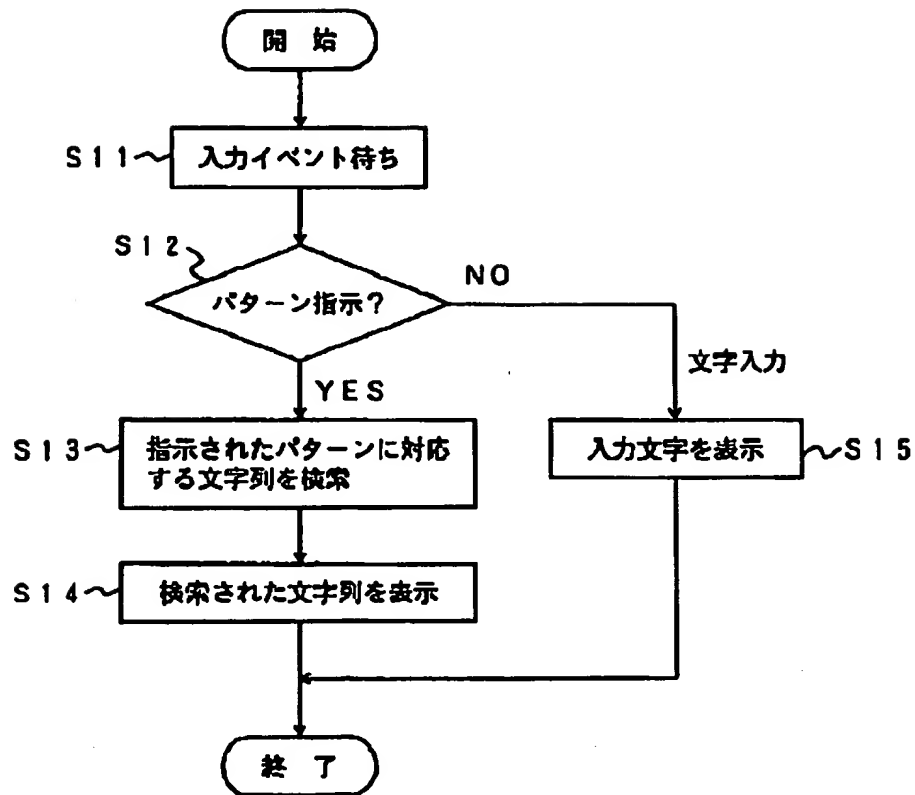 開 始
S11
入力イベント待ち
S12
パターン指示?
NO
文字入力
YES
S13
指示されたパターンに対応
する文字列を検索
入力文字を表示
S15
S14
検索された文字列を表示
終 了